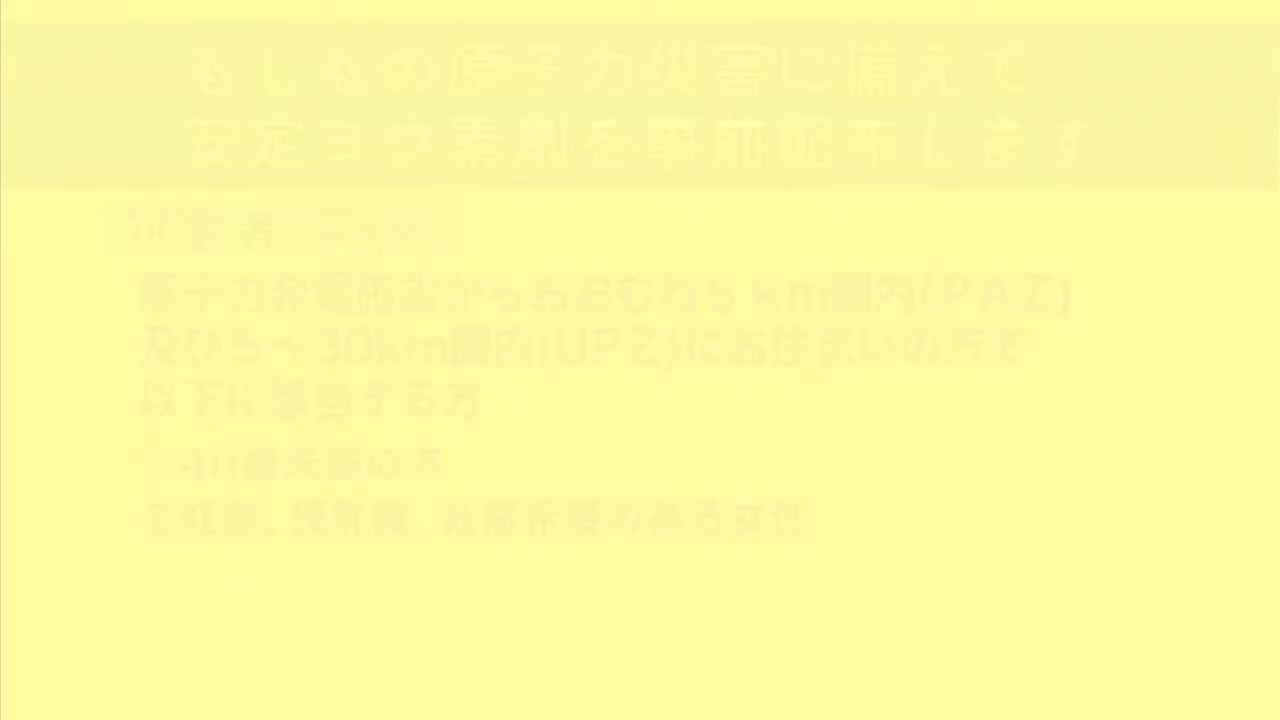 もしもの原子力災害に備えて
安定ヨウ素剤を事前配布します
対象者
原子力発電施設からおおむね5km圏内(PAZ)
及び5～30km圏内(UPZ)にお住まいの方で
以下に該当する方
40歳未満の方
2妊婦、授乳婦、妊娠希望のある女性